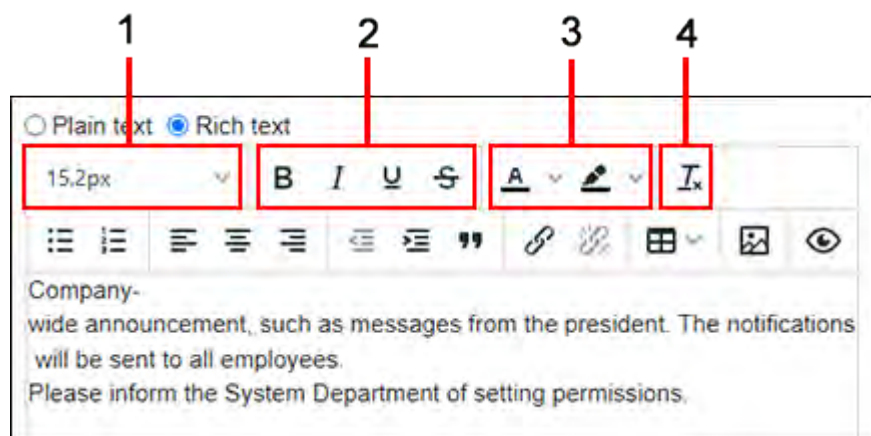 1 2 3 4
Plain text Rich text
15.2px B I U S A Tx
Company-
wide announcement, such as messages from the president. The notifications
will be sent to all employees.
Please inform the System Department of setting permissions.